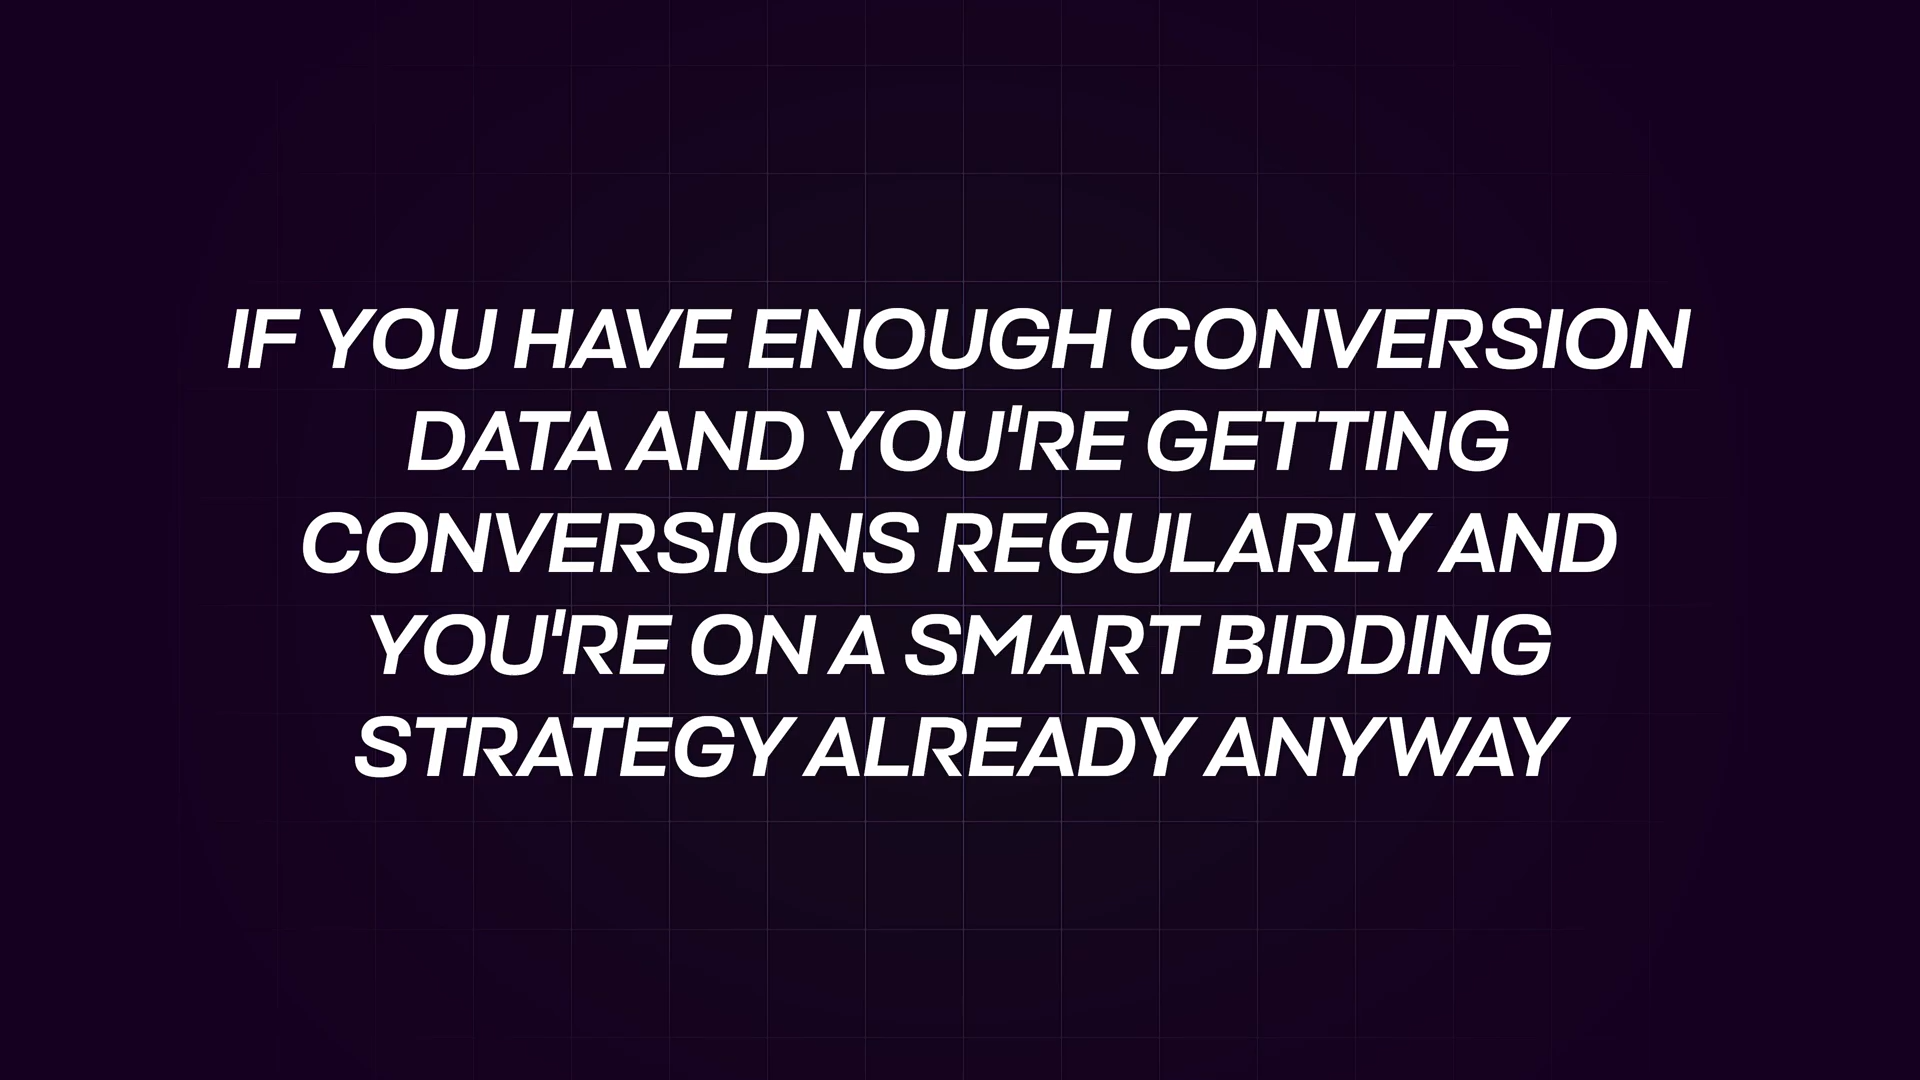 IF YOU HAVE ENOUGH CONVERSION
DATA AND YOU'RE GETTING
CONVERSIONS REGULARLY AND
YOU'RE ON A SMART BIDDING
STRATEGY ALREADY ANYWAY